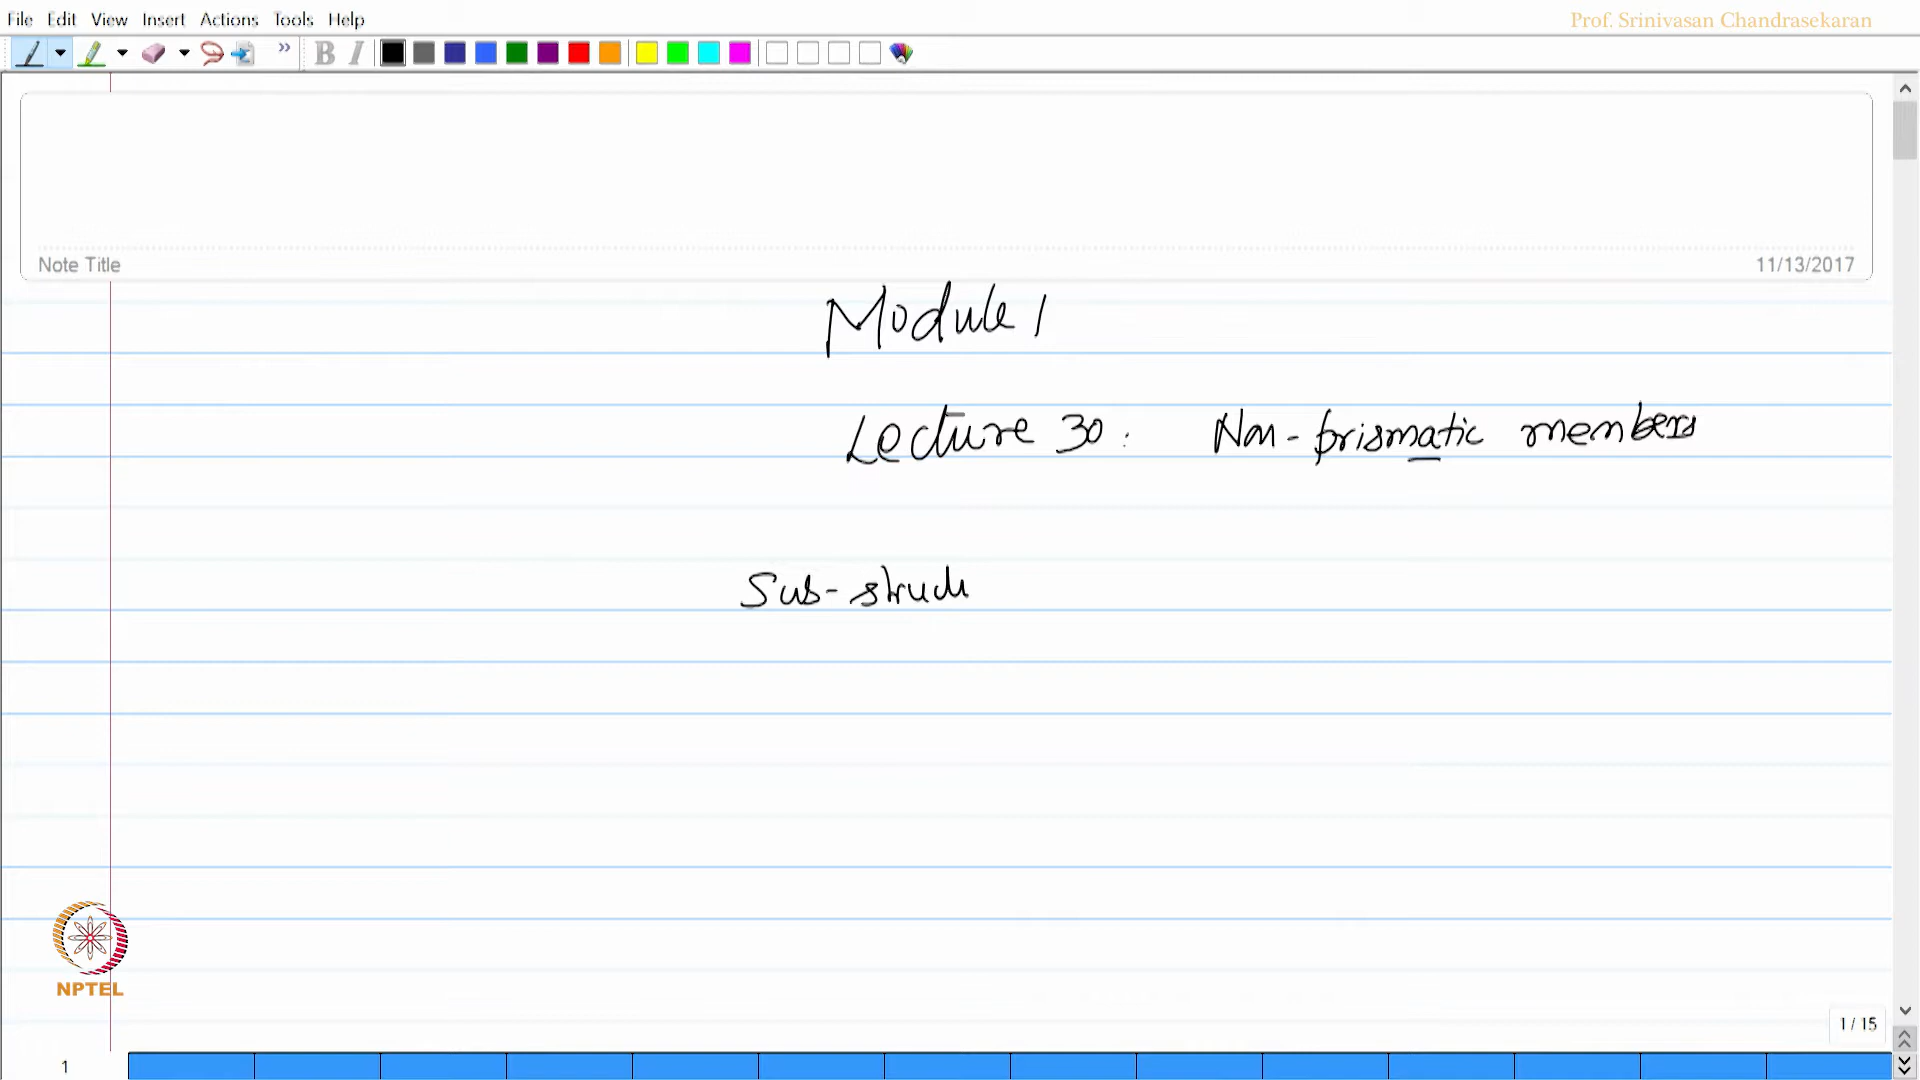 File Edit View Insert Actions Tools Help
Prof. Srinivasan Chandrasekaran
B I
Note Title
11/13/2017
Module 1
Lecture 30: Non-prismatic members
Sub-struc
NPTEL
1 / 15
1